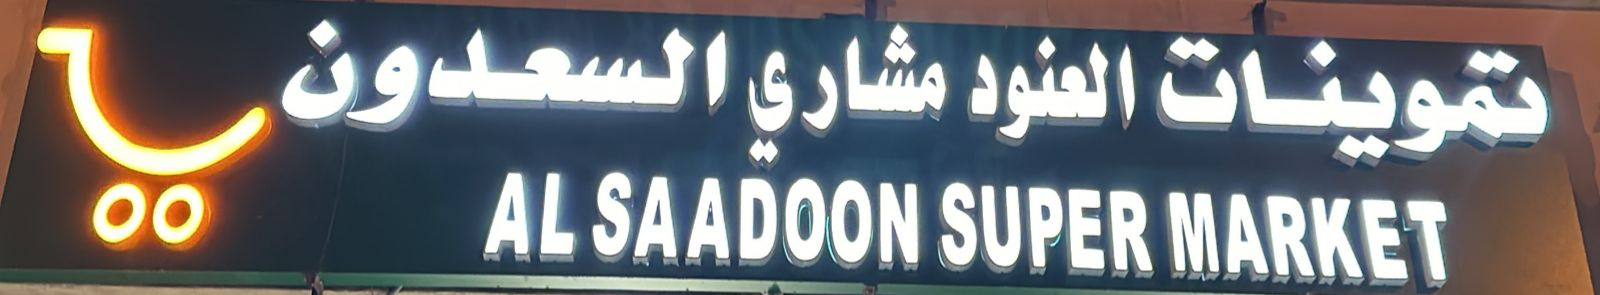 تموينات العنود مشاري السعدون
AL SAADOON SUPER MARKET